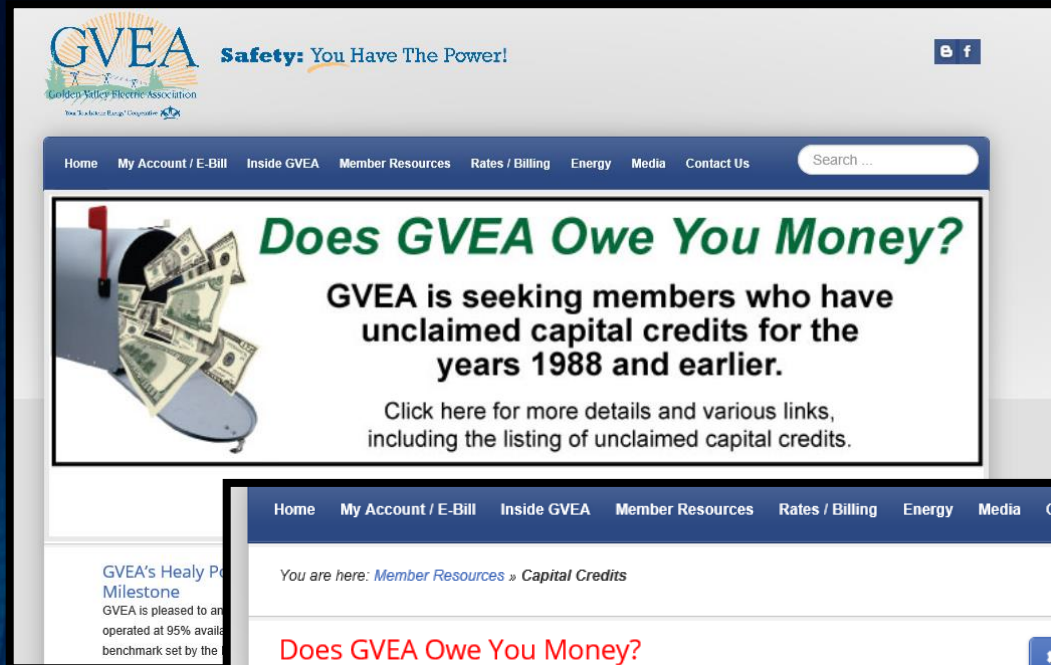 GVEA
Golden Valley Electric Association
Safety: You Have The Power!
Home My Account / E-Bill Inside GVEA Member Resources Rates / Billing Energy Media Contact Us Search ...
Does GVEA Owe You Money?
GVEA is seeking members who have
unclaimed capital credits for the
years 1988 and earlier.
Click here for more details and various links,
including the listing of unclaimed capital credits.
GVEA's Healy
Milestone
GVEA is pleased to
operated at 95%
benchmark set by the
Home My Account / E-Bill Inside GVEA Member Resources Rates / Billing Energy Media
You are here: Member Resources » Capital Credits
Does GVEA Owe You Money?